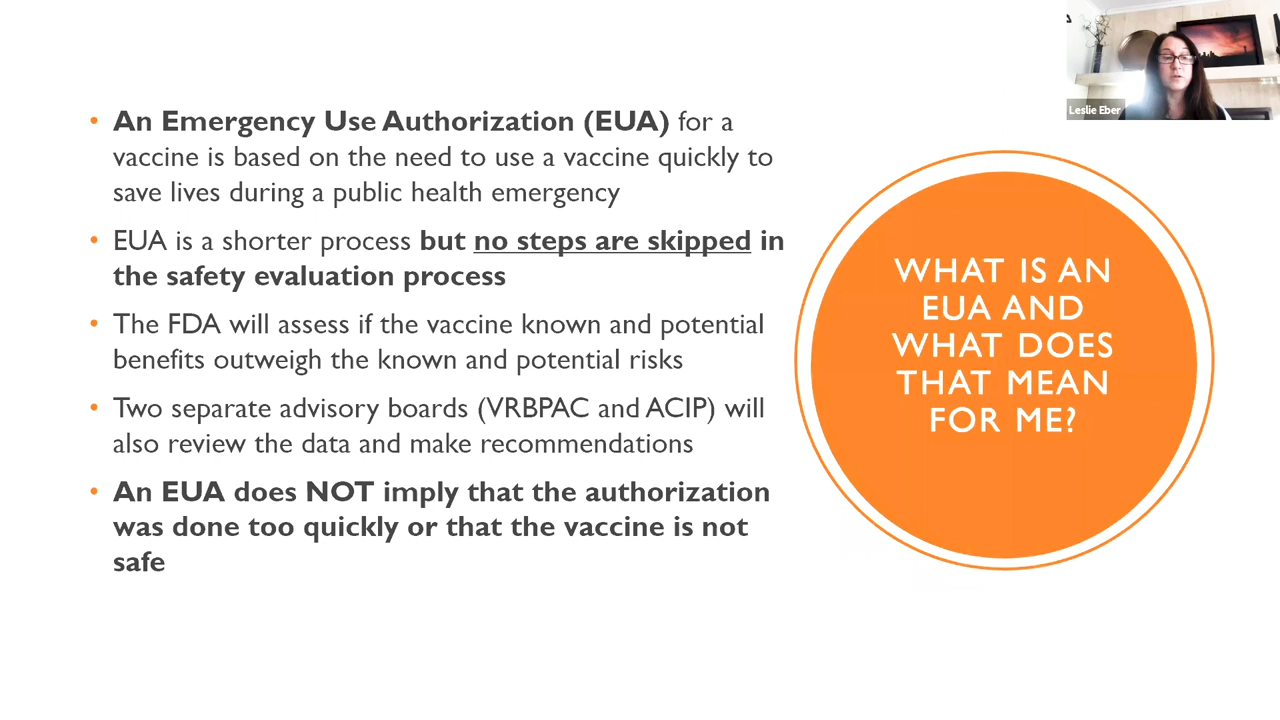 • An Emergency Use Authorization (EUA) for a
vaccine is based on the need to use a vaccine quickly to
save lives during a public health emergency
• EUA is a shorter process but no steps are skipped in
the safety evaluation process
• The FDA will assess if the vaccine known and potential
benefits outweigh the known and potential risks
• Two separate advisory boards (VRBPAC and ACIP) will
also review the data and make recommendations
• An EUA does NOT imply that the authorization
was done too quickly or that the vaccine is not
safe
WHAT IS AN
EUA AND
WHAT DOES
THAT MEAN
FOR ME?
Leslie Eber